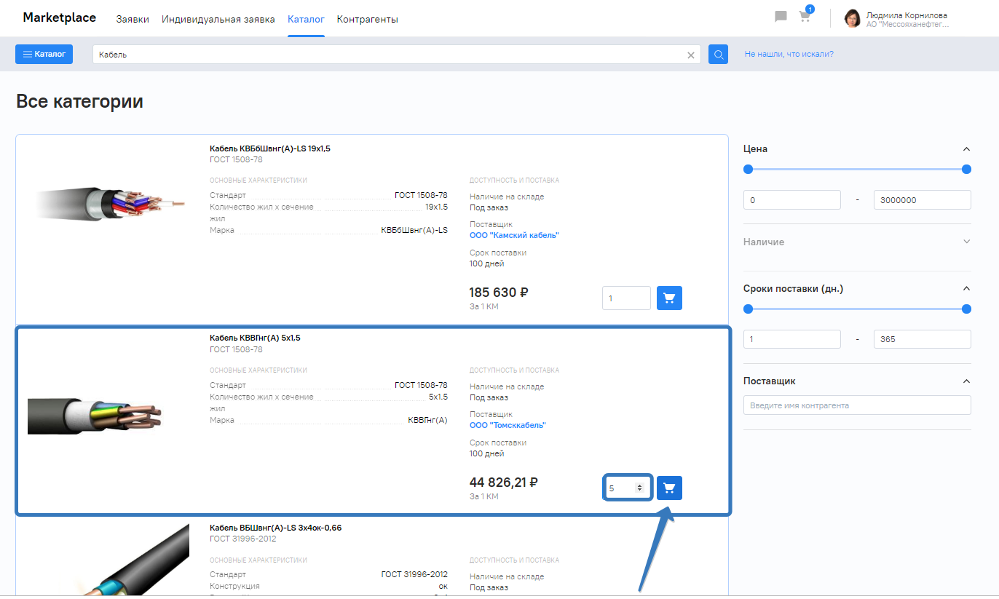 Marketplace
Заявки
Индивидуальная заявка
Каталог
Контрагенты
1
Людмила Корнилова
АО "Мессояханефтег...
Каталог
Кабель
Не нашли, что искали?
Все категории
Кабель КВБбШвнг(А)-LS 19х1,5
ГОСТ 1508-78
ОСНОВНЫЕ ХАРАКТЕРИСТИКИ
Стандарт ГОСТ 1508-78
Количество жил х сечение жил 19х1.5
Марка КВБбШвнг(А)-LS
ДОСТУПНОСТЬ И ПОСТАВКА
Наличие на складе
Под заказ
Поставщик
ООО "Камский кабель"
Срок поставки
100 дней
185 630 ₽
За 1 КМ
1
Кабель КВВГнг(А) 5х1,5
ГОСТ 1508-78
ОСНОВНЫЕ ХАРАКТЕРИСТИКИ
Стандарт ГОСТ 1508-78
Количество жил х сечение жил 5х1.5
Марка КВВГнг(А)
ДОСТУПНОСТЬ И ПОСТАВКА
Наличие на складе
Под заказ
Поставщик
ООО "Томсккабель"
Срок поставки
100 дней
44 826,21 ₽
За 1 КМ
5
Кабель ВБШвнг(А)-LS 3х4ок-0,66
ГОСТ 31996-2012
ОСНОВНЫЕ ХАРАКТЕРИСТИКИ
Стандарт ГОСТ 31996-2012
Конструкция ок
ДОСТУПНОСТЬ И ПОСТАВКА
Наличие на складе
Под заказ
Цена
0 - 3000000
Наличие
Сроки поставки (дн.)
1 - 365
Поставщик
Введите имя контрагента